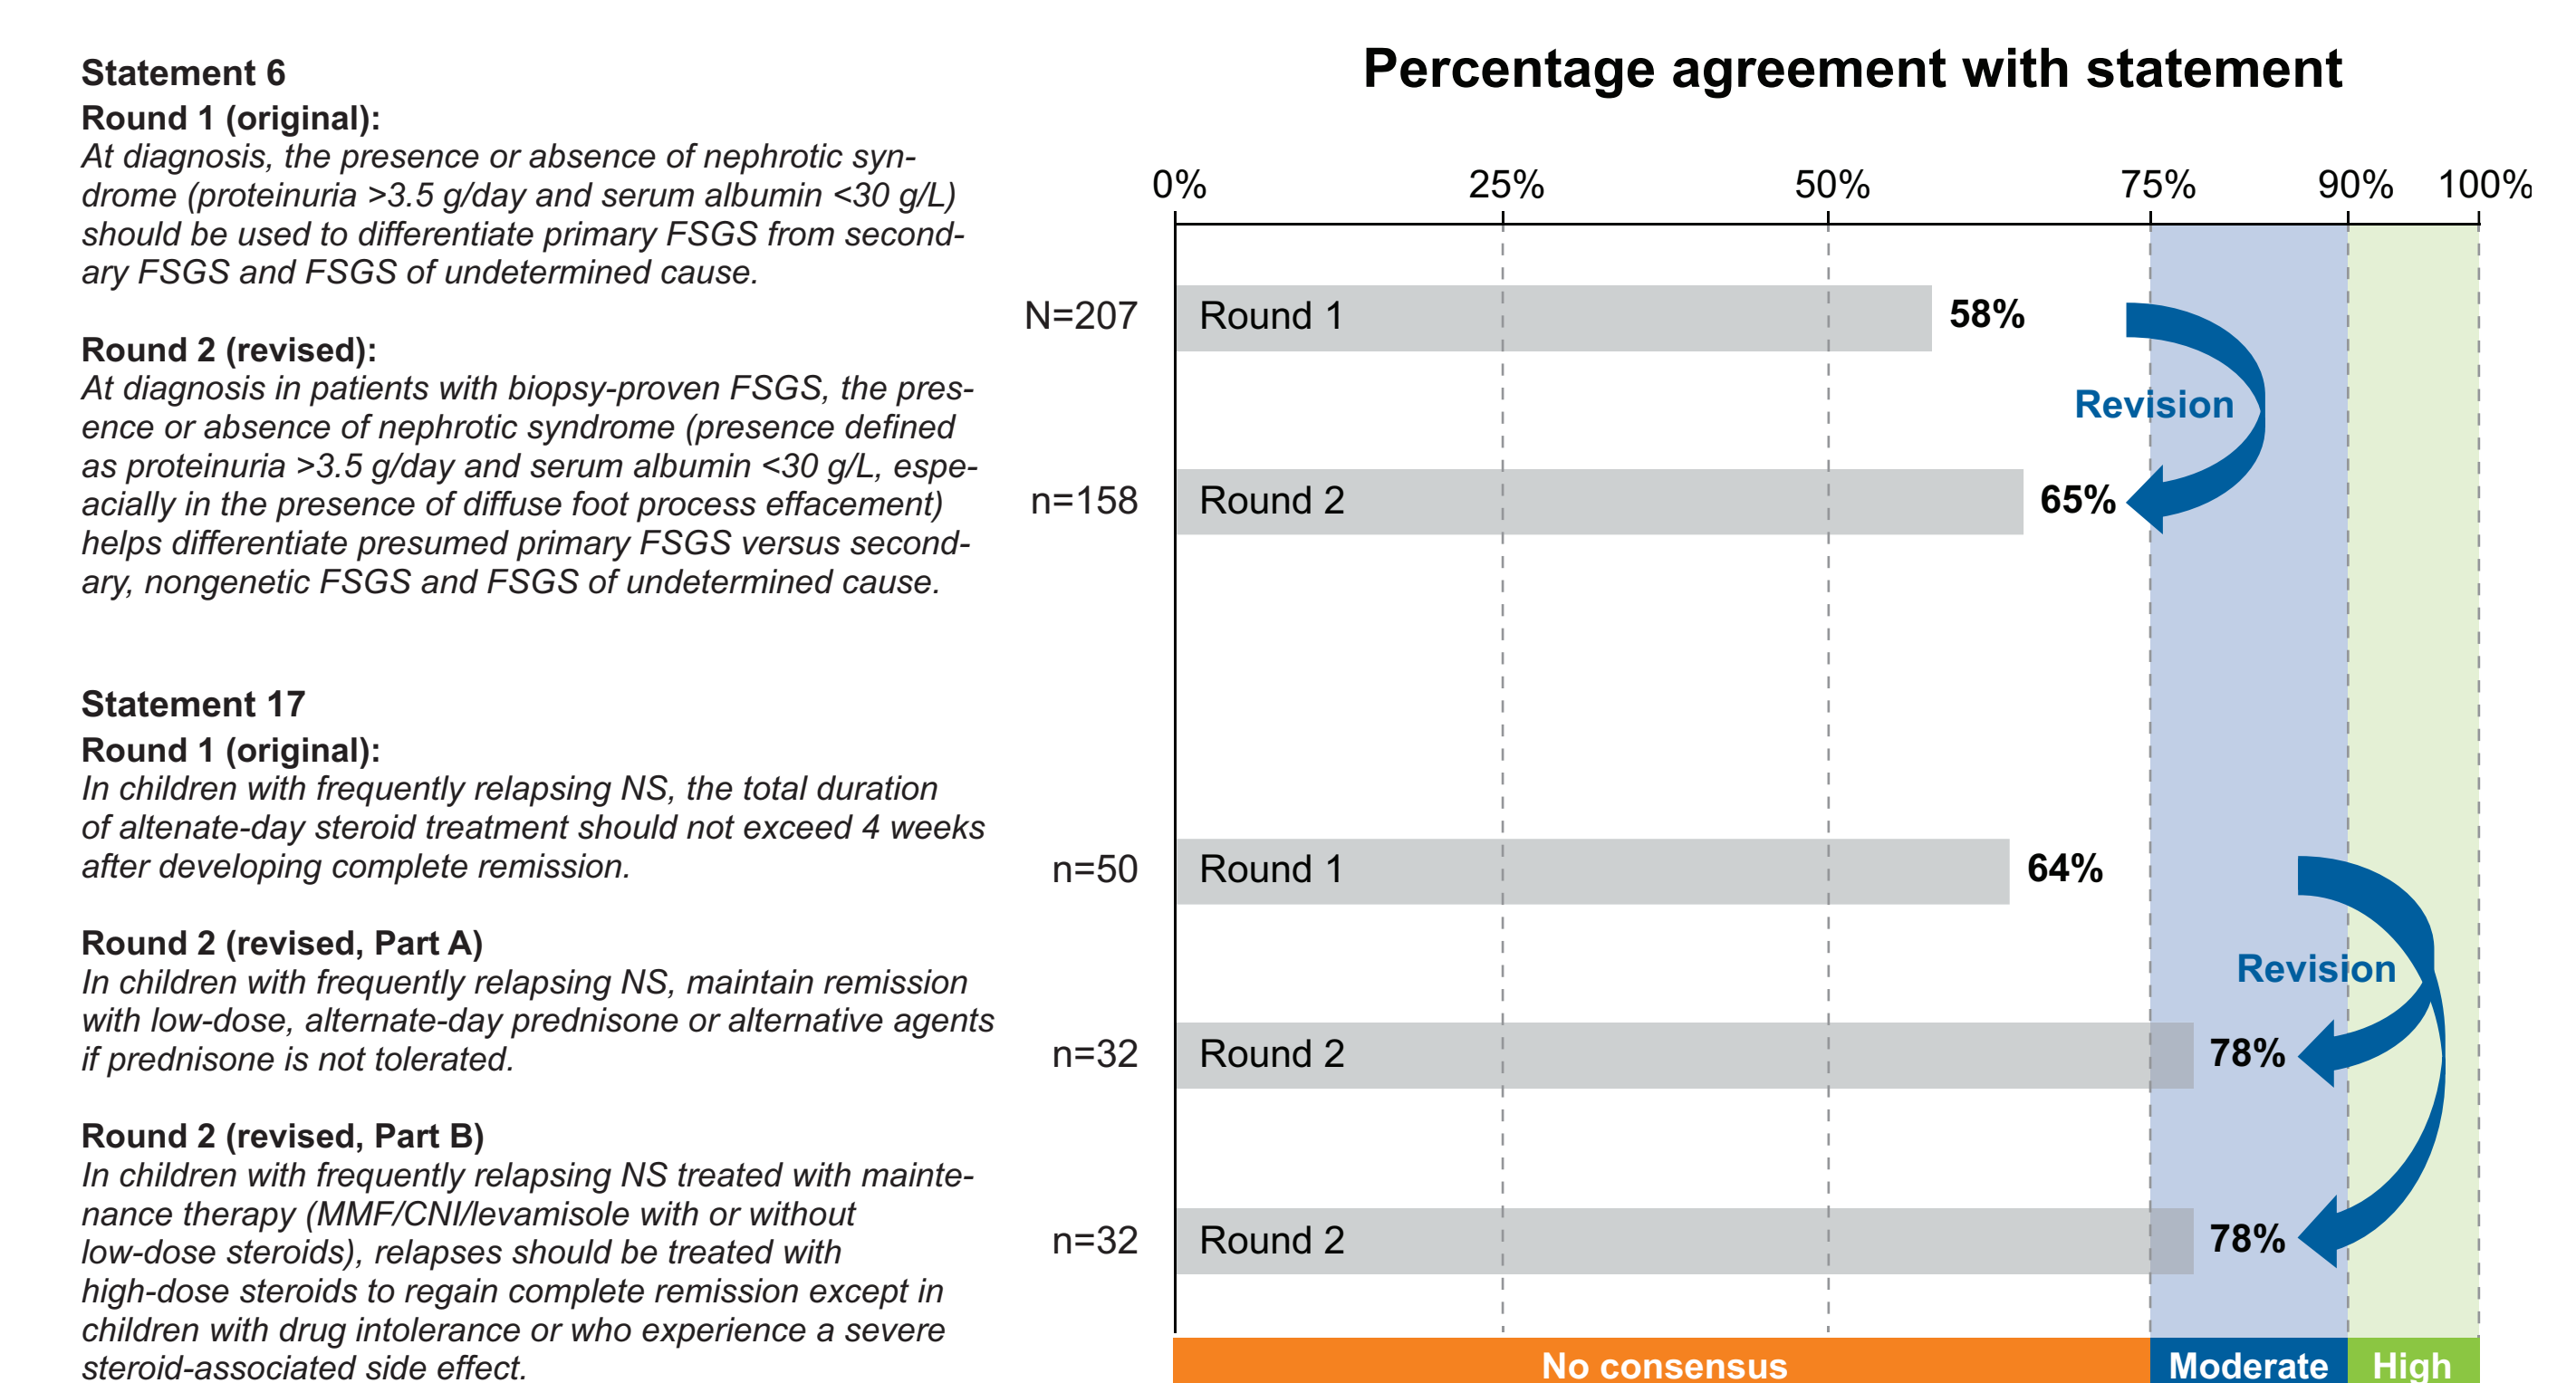 Statement 6
Round 1 (original):
At diagnosis, the presence or absence of nephrotic syn-
drome (proteinuria >3.5 g/day and serum albumin <30 g/L)
should be used to differentiate primary FSGS from second-
ary FSGS and FSGS of undetermined cause.
Round 2 (revised):
At diagnosis in patients with biopsy-proven FSGS, the pres-
ence or absence of nephrotic syndrome (presence defined
as proteinuria >3.5 g/day and serum albumin <30 g/L, espe-
acially in the presence of diffuse foot process effacement)
helps differentiate presumed primary FSGS versus second-
ary, nongenetic FSGS and FSGS of undetermined cause.
Statement 17
Round 1 (original):
In children with frequently relapsing NS, the total duration
of altenate-day steroid treatment should not exceed 4 weeks
after developing complete remission.
Round 2 (revised, Part A)
In children with frequently relapsing NS, maintain remission
with low-dose, alternate-day prednisone or alternative agents
if prednisone is not tolerated.
Round 2 (revised, Part B)
In children with frequently relapsing NS treated with mainte-
nance therapy (MMF/CNI/levamisole with or without
low-dose steroids), relapses should be treated with
high-dose steroids to regain complete remission except in
children with drug intolerance or who experience a severe
steroid-associated side effect.
Percentage agreement with statement
0% 25% 50% 75% 90% 100%
N=207 Round 1 58%
Revision
n=158 Round 2 65%
n=50 Round 1 64%
Revision
n=32 Round 2 78%
n=32 Round 2 78%
No consensus Moderate High